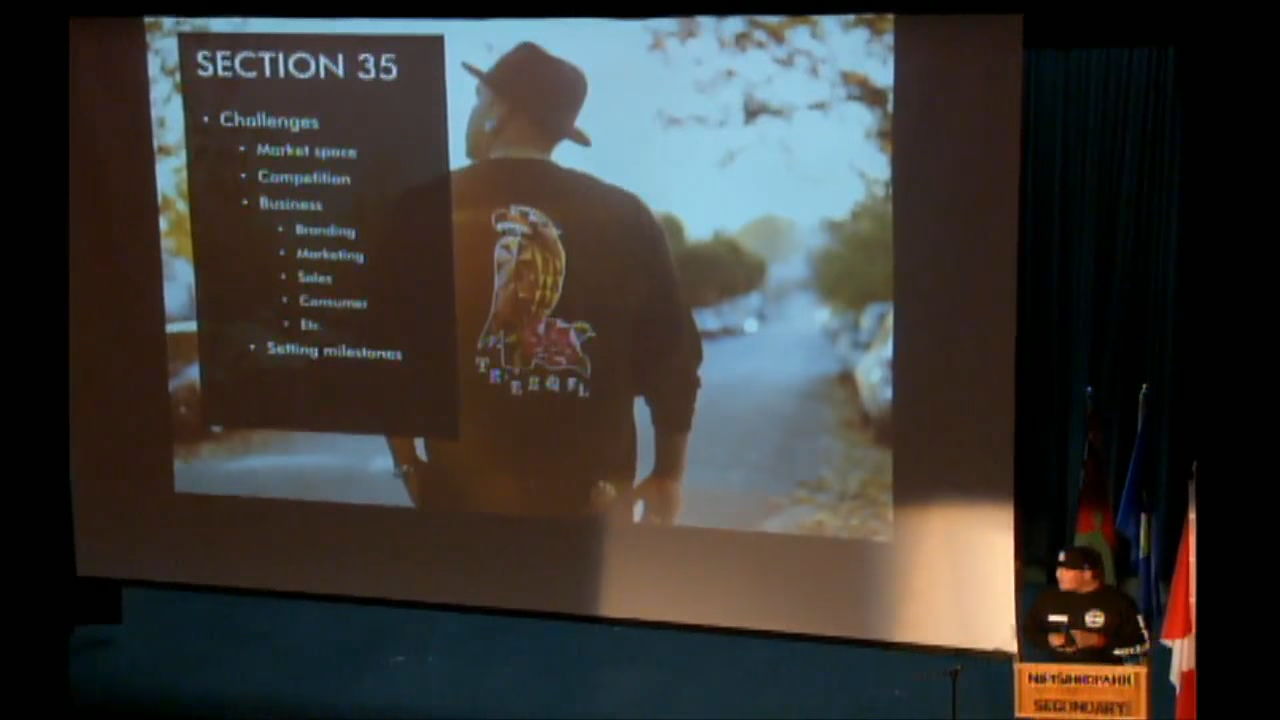 SECTION 35
• Challenges
• Market space
• Competition
• Business
• Branding
• Marketing
• Sales
• Consumer
• Etc.
• Setting milestones
SECONDARY